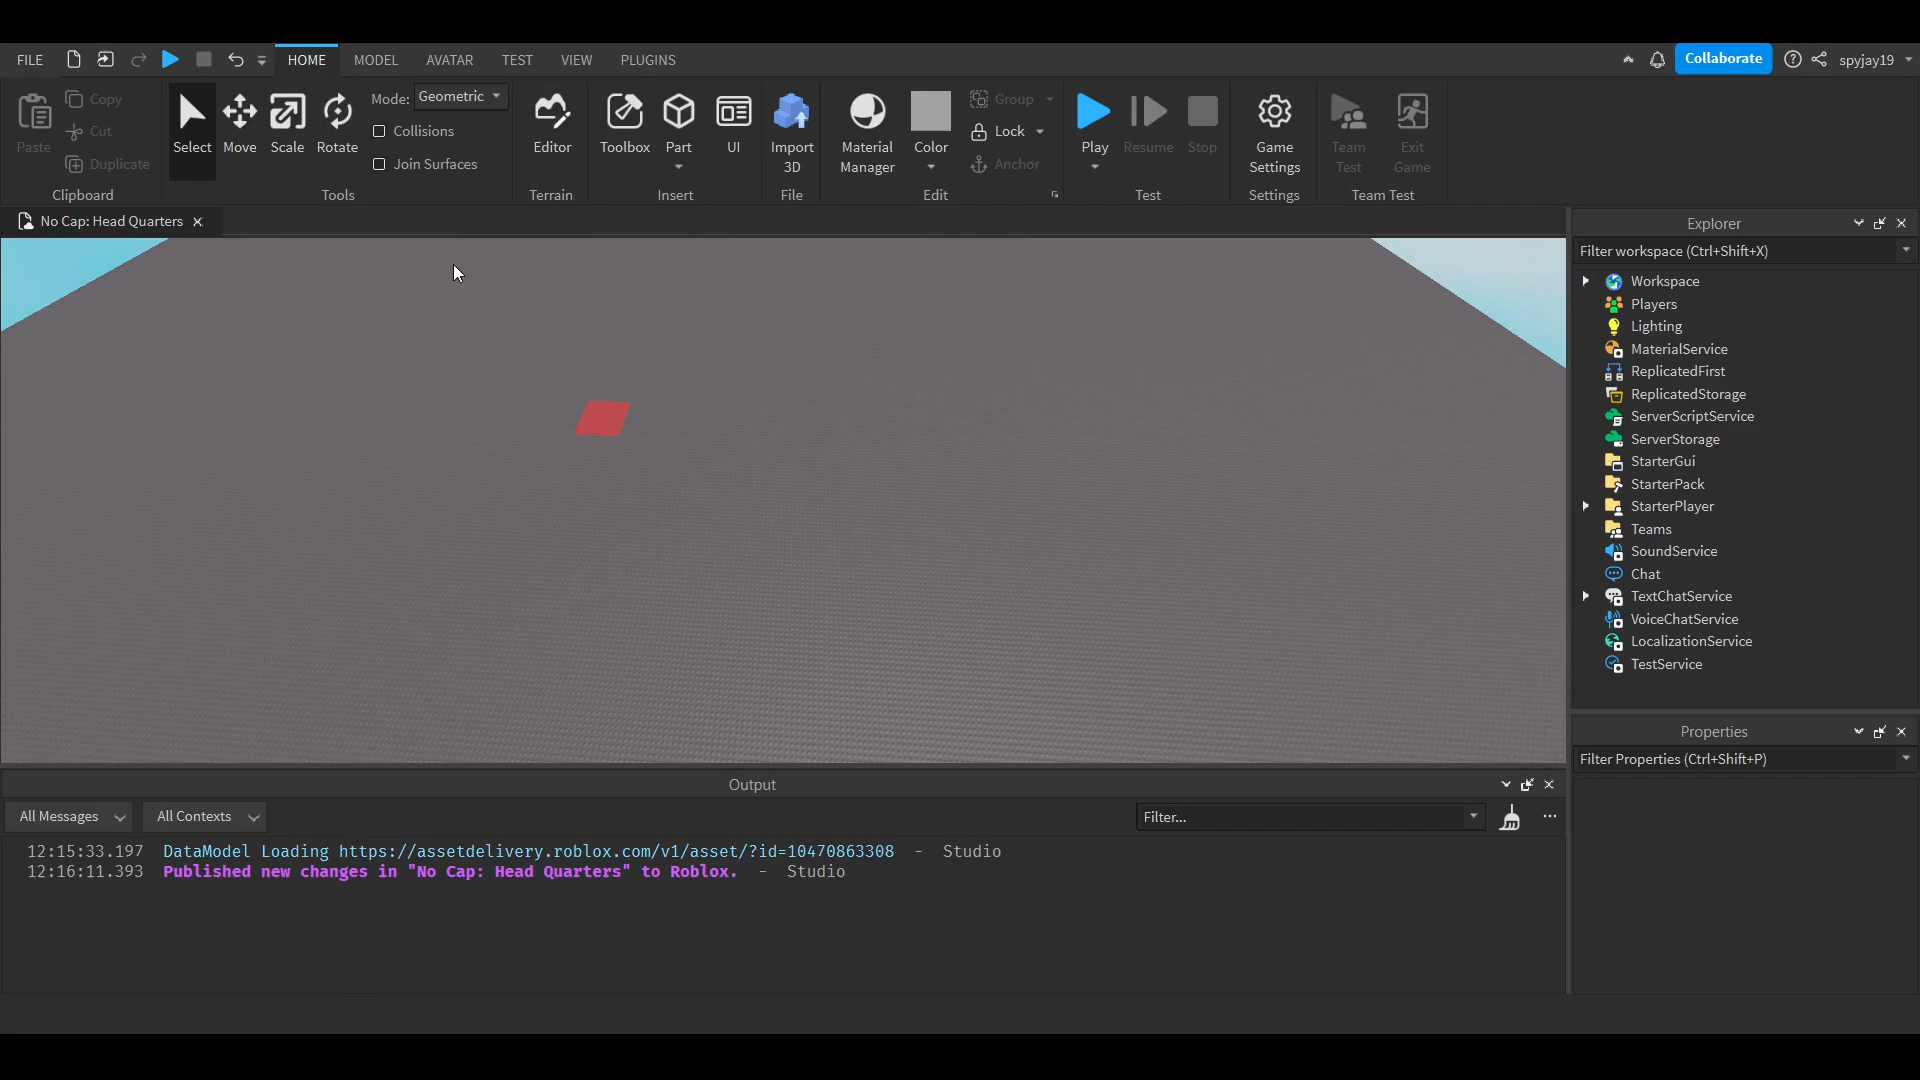 FILE HOME MODEL AVATAR TEST VIEW PLUGINS Collaborate spyjay19
Paste Copy Cut Duplicate
Clipboard
Select Move Scale Rotate
Mode: Geometric
Collisions
Join Surfaces
Tools
Editor
Terrain
Toolbox Part UI
Insert
Import 3D
File
Material Manager Color
Group
Lock
Anchor
Edit
Play Resume Stop
Test
Game Settings
Settings
Team Test Exit Game
Team Test
No Cap: Head Quarters
Explorer
Filter workspace (Ctrl+Shift+X)
Workspace
Players
Lighting
MaterialService
ReplicatedFirst
ReplicatedStorage
ServerScriptService
ServerStorage
StarterGui
StarterPack
StarterPlayer
Teams
SoundService
Chat
TextChatService
VoiceChatService
LocalizationService
TestService
Properties
Filter Properties (Ctrl+Shift+P)
Output
All Messages All Contexts Filter...
12:15:33.197 DataModel Loading https://assetdelivery.roblox.com/v1/asset/?id=10470863308 - Studio
12:16:11.393 Published new changes in "No Cap: Head Quarters" to Roblox. - Studio